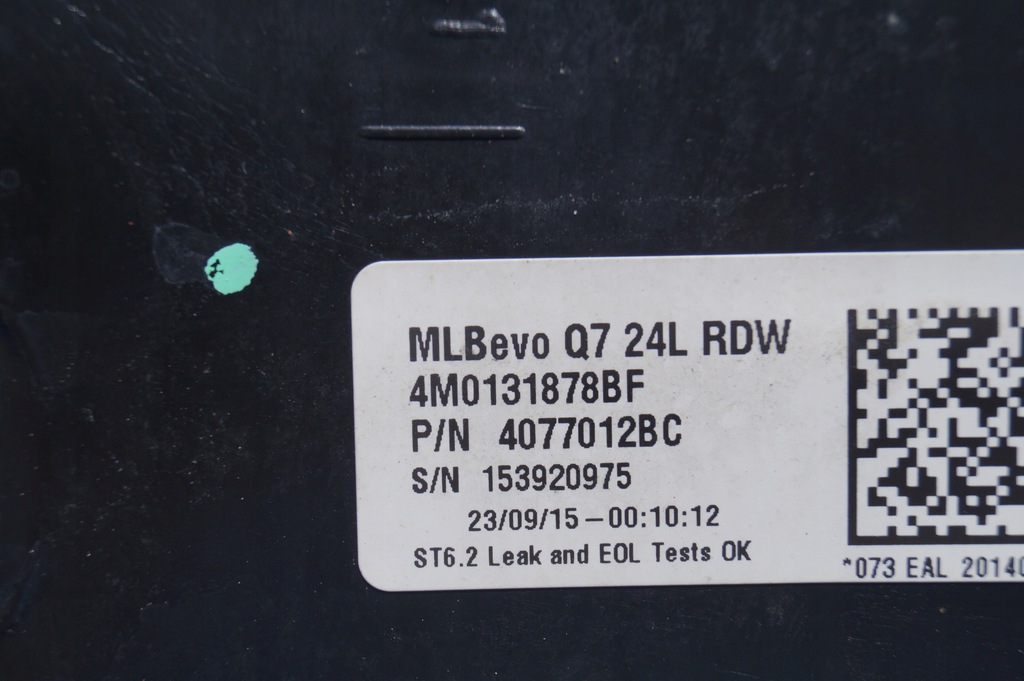 MLBevo Q7 24L RDW
4M0131878BF
P/N 4077012BC
S/N 153920975
23/09/15-00:10:12
ST6.2 Leak and EOL Tests OK
*073 EAL 20140